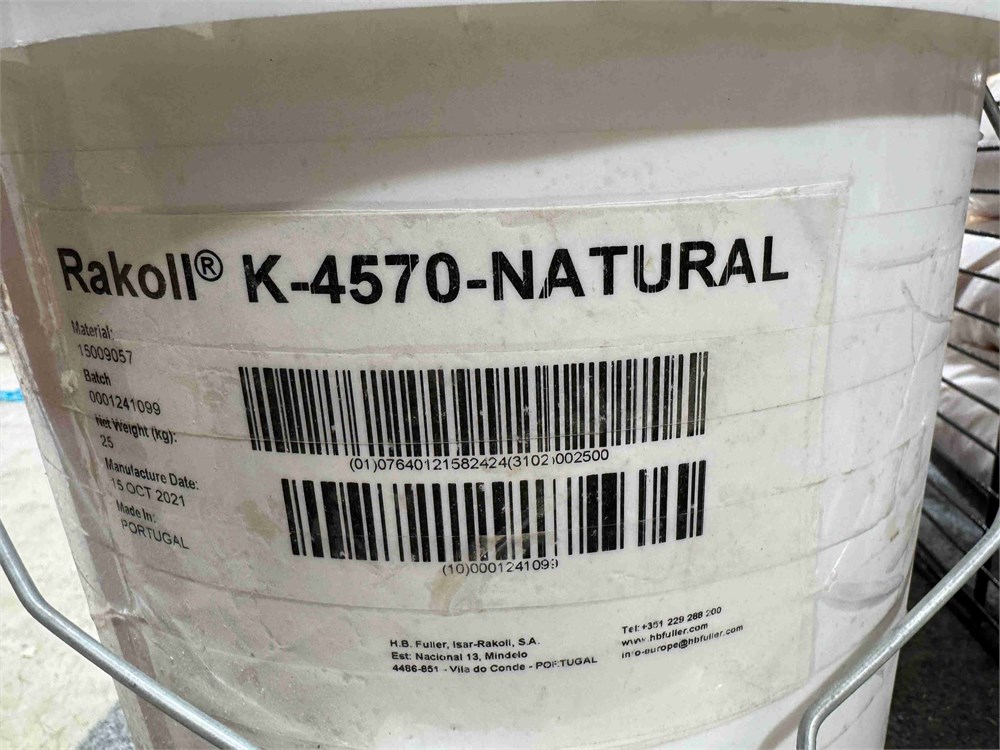 Rakoll® K-4570-NATURAL
Material:
15009057
Batch
0001241099
Net Weight (kg):
25
Manufacture Date:
15 OCT 2021
Made In:
PORTUGAL
(01)07640121582424(3102)002500
(10)0001241099
H.B. Fuller, Isar-Rakoll, S.A.
Est. Nacional 13, Mindelo
4486-851 - Vila do Conde - PORTUGAL
Tel:+351 229 288 200
www.hbfuller.com
info-europe@hbfuller.com